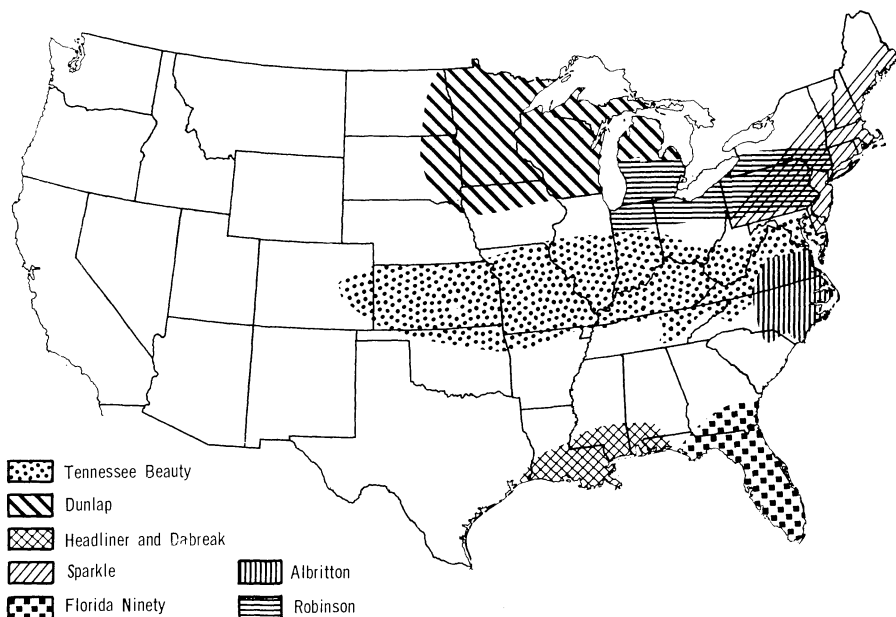 Tennessee Beauty
Dunlap
Headliner and Dabreak
Sparkle
Florida Ninety
Albritton
Robinson